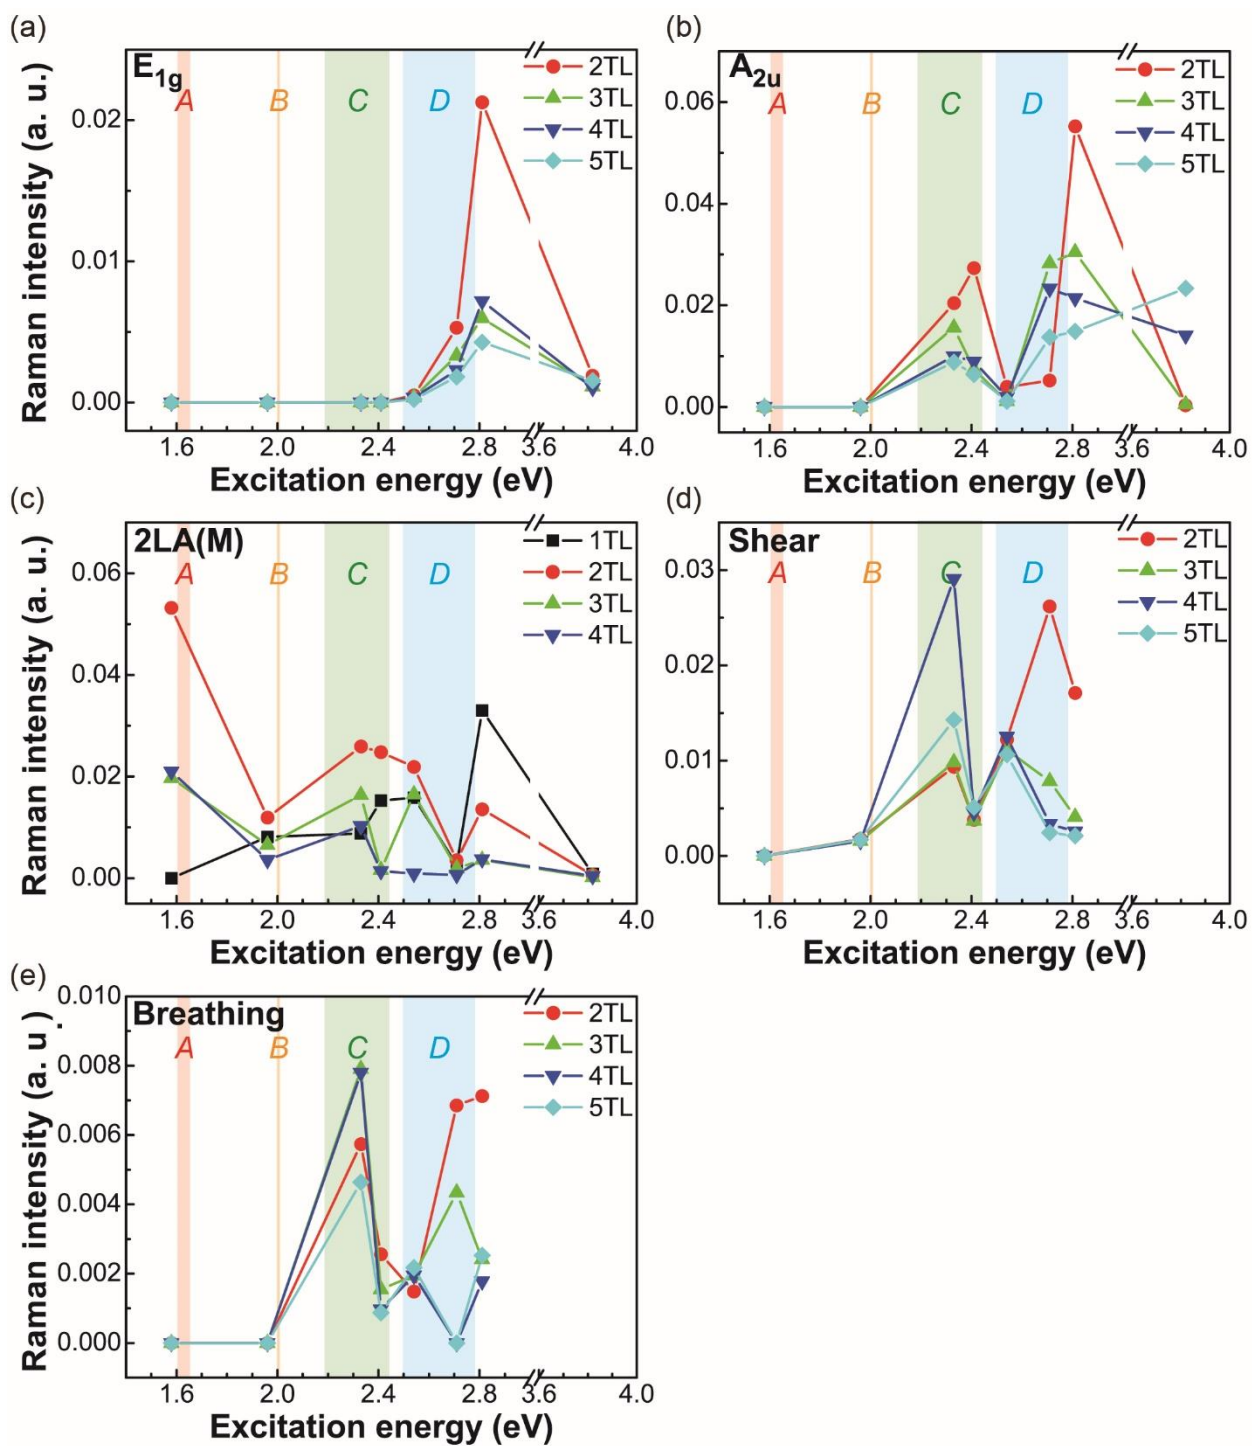 (a)
E1g
A B C D
2TL
3TL
4TL
5TL
Raman intensity (a. u.)
0.02
0.01
0.00
1.6 2.0 2.4 2.8 3.6 4.0
Excitation energy (eV)
(b)
A2u
A B C D
2TL
3TL
4TL
5TL
0.06
0.04
0.02
0.00
1.6 2.0 2.4 2.8 3.6 4.0
Excitation energy (eV)
(c)
2LA(M)
A B C D
1TL
2TL
3TL
4TL
Raman intensity (a. u.)
0.06
0.04
0.02
0.00
1.6 2.0 2.4 2.8 3.6 4.0
Excitation energy (eV)
(d)
Shear
A B C D
2TL
3TL
4TL
5TL
0.03
0.02
0.01
0.00
1.6 2.0 2.4 2.8 3.6 4.0
Excitation energy (eV)
(e)
Breathing
A B C D
2TL
3TL
4TL
5TL
Raman intensity (a. u.)
0.010
0.008
0.006
0.004
0.002
0.000
1.6 2.0 2.4 2.8 3.6 4.0
Excitation energy (eV)